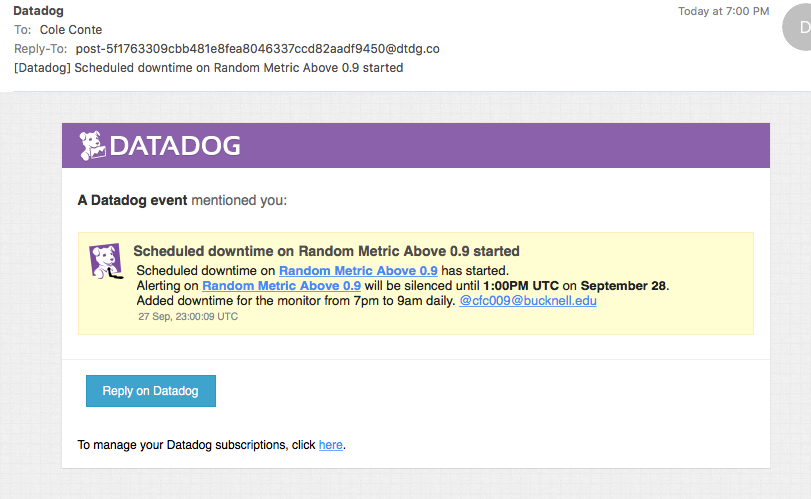 Datadog
Today at 7:00 PM
D
To: Cole Conte
Reply-To: post-5f1763309cbb481e8fea8046337ccd82aadf9450@dtdg.co
[Datadog] Scheduled downtime on Random Metric Above 0.9 started
DATADOG
A Datadog event mentioned you:
Scheduled downtime on Random Metric Above 0.9 started
Scheduled downtime on Random Metric Above 0.9 has started.
Alerting on Random Metric Above 0.9 will be silenced until 1:00PM UTC on September 28.
Added downtime for the monitor from 7pm to 9am daily. @cfc009@bucknell.edu
27 Sep, 23:00:09 UTC
Reply on Datadog
To manage your Datadog subscriptions, click here.